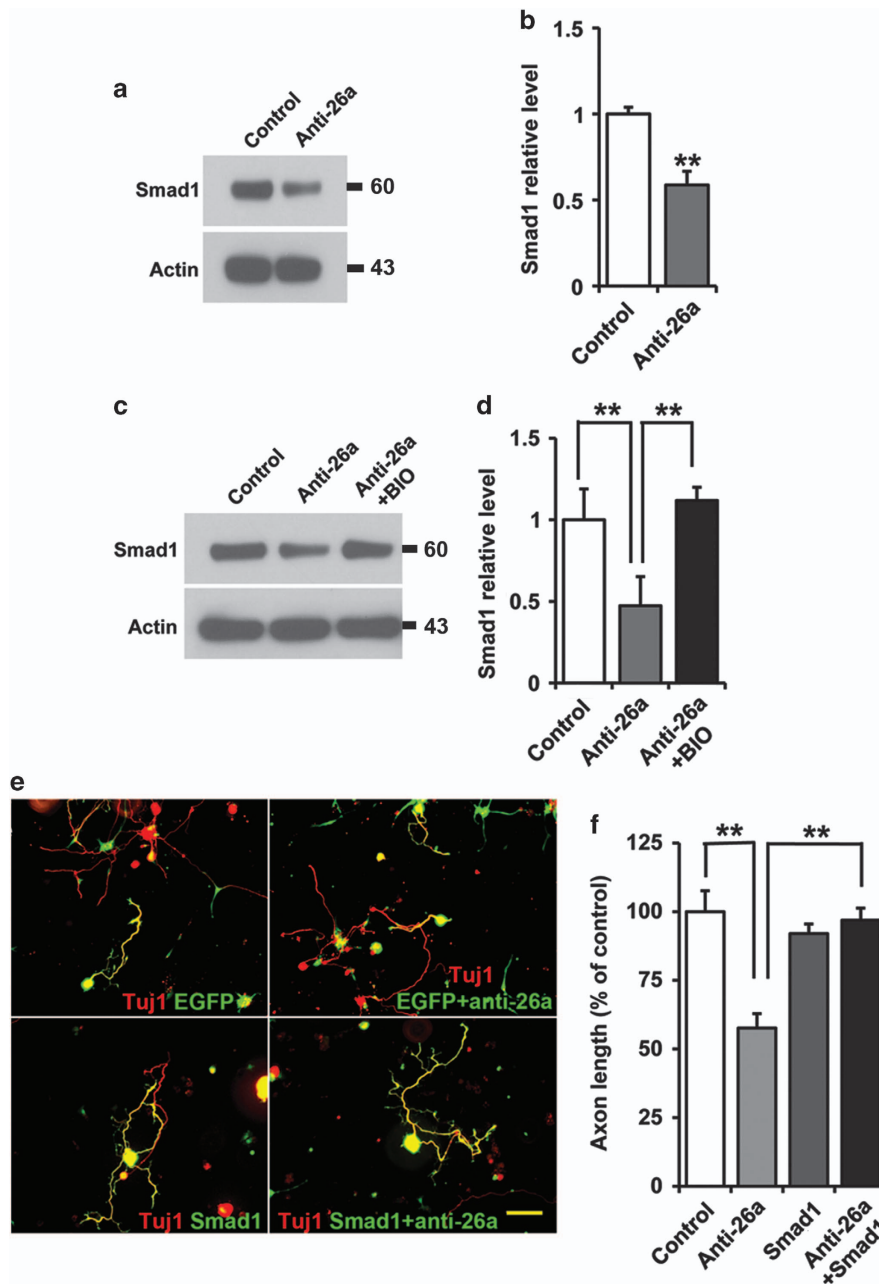 a
Control
Anti-26a
Smad1
60
Actin
43
b
Smad1 relative level
1.5
1
0.5
0
**
Control
Anti-26a
c
Control
Anti-26a
Anti-26a
+BIO
Smad1
60
Actin
43
d
Smad1 relative level
1.5
1
0.5
0
** **
Control
Anti-26a
Anti-26a
+BIO
e
Tuj1 EGFP
Tuj1
EGFP+anti-26a
Tuj1 Smad1
Tuj1 Smad1+anti-26a
f
Axon length (% of control)
125
100
75
50
25
0
** **
Control
Anti-26a
Smad1
Anti-26a
+Smad1